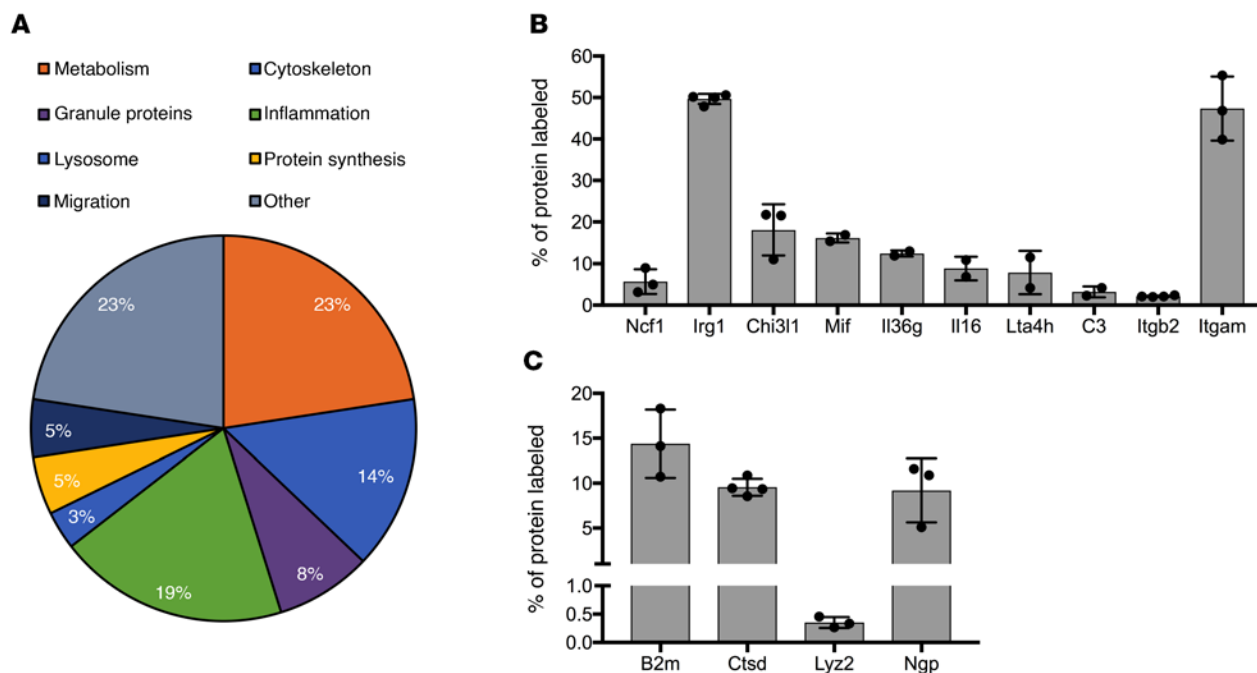 A
Metabolism
Cytoskeleton
Granule proteins
Inflammation
Lysosome
Protein synthesis
Migration
Other
23%
23%
14%
8%
19%
3%
5%
5%
B
% of protein labeled
60
50
40
30
20
10
0
Ncf1 Irg1 Chi3l1 Mif Il36g Il16 Lta4h C3 Itgb2 Itgam
C
% of protein labeled
20
15
10
5
1.0
0.5
0.0
B2m Ctsd Lyz2 Ngp